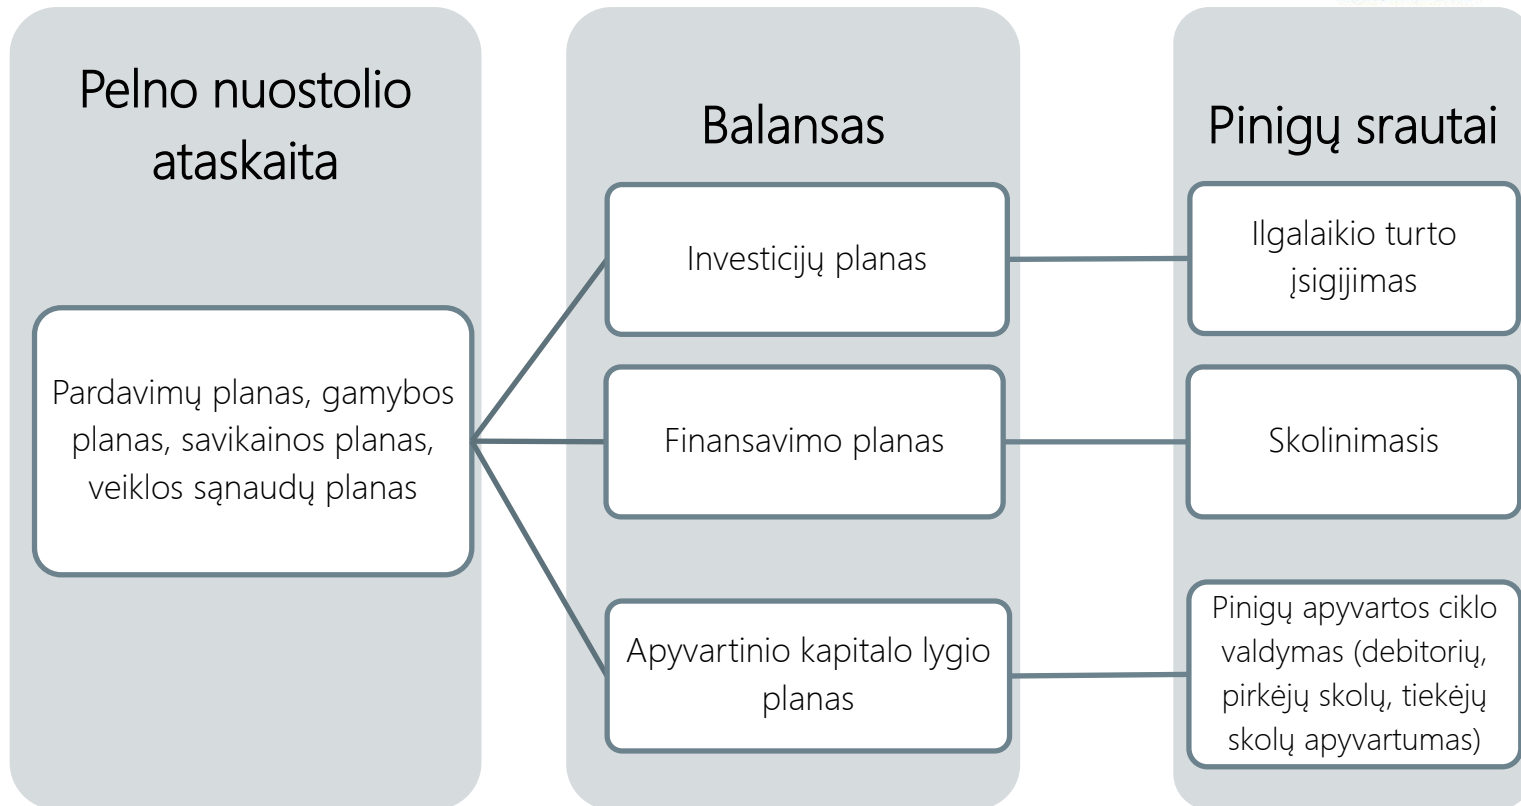 Pelno nuostolio
ataskaita
Pardavimų planas, gamybos
planas, savikainos planas,
veiklos sąnaudų planas
Balansas
Investicijų planas
Finansavimo planas
Apyvartinio kapitalo lygio
planas
Pinigų srautai
Ilgalaikio turto
įsigijimas
Skolinimasis
Pinigų apyvartos ciklo
valdymas (debitorių,
pirkėjų skolų, tiekėjų
skolų apyvartumas)